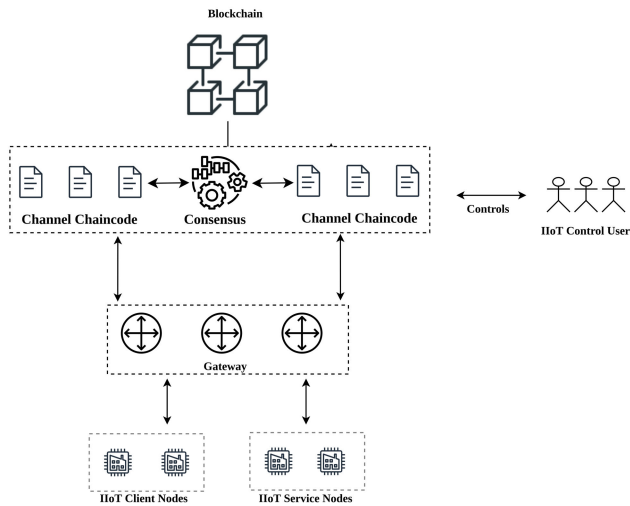 Blockchain
Channel Chaincode
Consensus
Channel Chaincode
Controls
IIoT Control User
Gateway
IIoT Client Nodes
IIoT Service Nodes